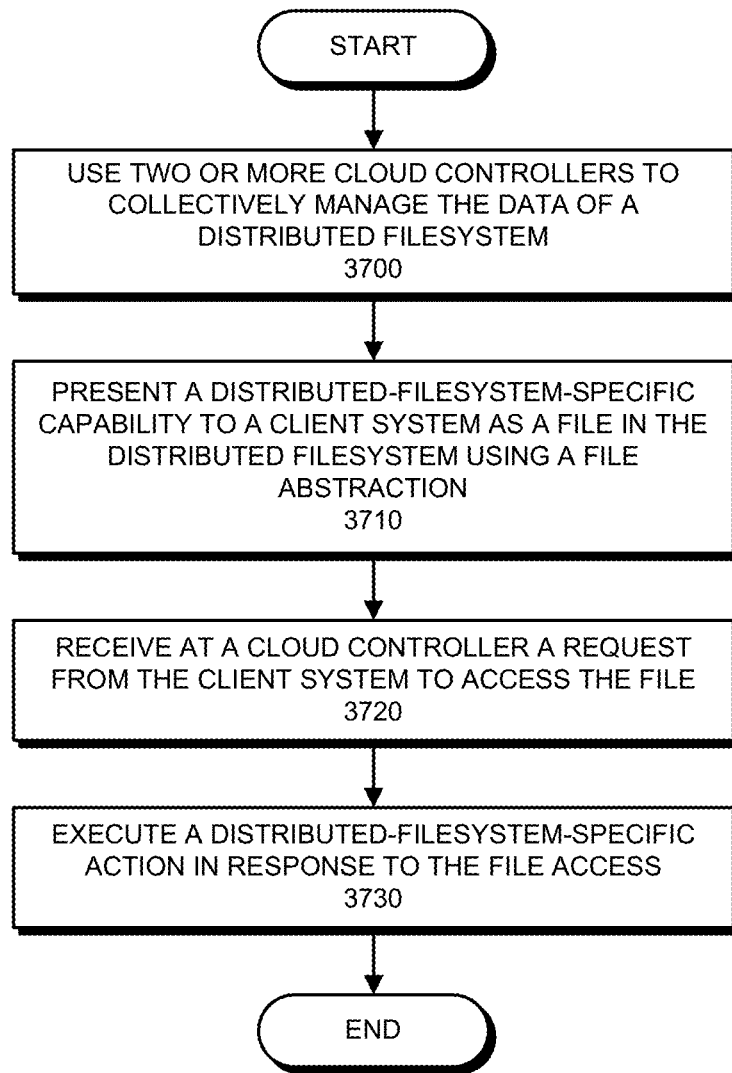 START
USE TWO OR MORE CLOUD CONTROLLERS TO
COLLECTIVELY MANAGE THE DATA OF A
DISTRIBUTED FILESYSTEM
3700
PRESENT A DISTRIBUTED-FILESYSTEM-SPECIFIC
CAPABILITY TO A CLIENT SYSTEM AS A FILE IN THE
DISTRIBUTED FILESYSTEM USING A FILE
ABSTRACTION
3710
RECEIVE AT A CLOUD CONTROLLER A REQUEST
FROM THE CLIENT SYSTEM TO ACCESS THE FILE
3720
EXECUTE A DISTRIBUTED-FILESYSTEM-SPECIFIC
ACTION IN RESPONSE TO THE FILE ACCESS
3730
END